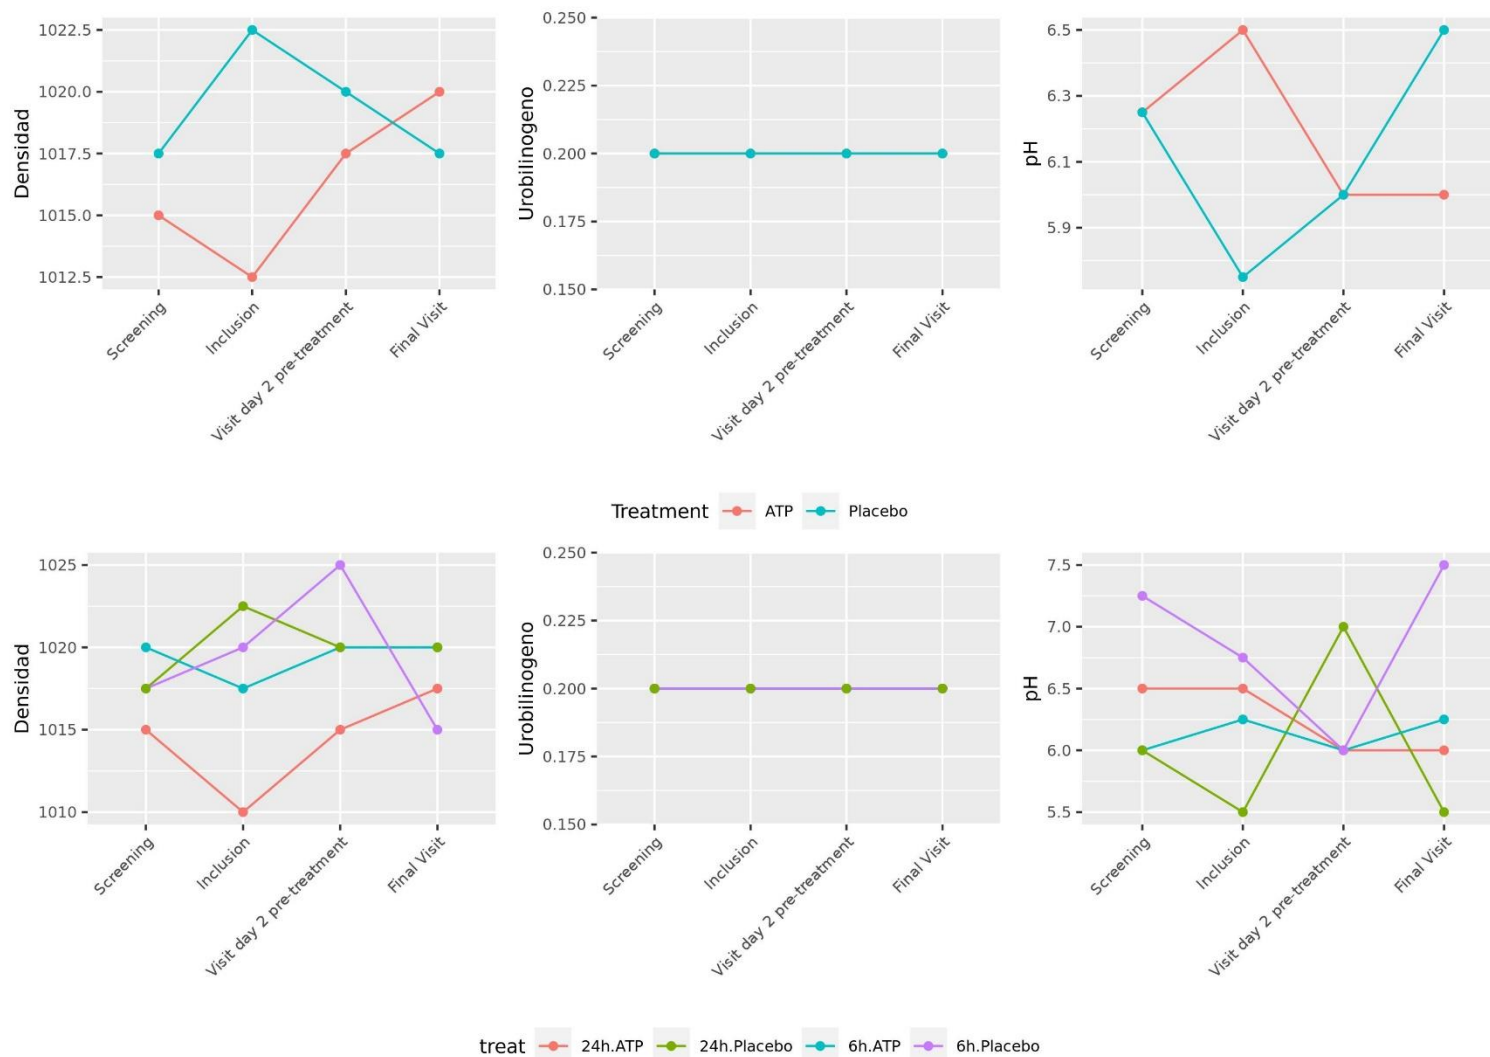 Densidad
1022.5
1020.0
1017.5
1015.0
1012.5
Screening
Inclusion
Visit day 2 pre-treatment
Final Visit
Urobilinogeno
0.250
0.225
0.200
0.175
0.150
Screening
Inclusion
Visit day 2 pre-treatment
Final Visit
pH
6.5
6.3
6.1
5.9
Screening
Inclusion
Visit day 2 pre-treatment
Final Visit
Treatment ATP Placebo
Densidad
1025
1020
1015
1010
Screening
Inclusion
Visit day 2 pre-treatment
Final Visit
Urobilinogeno
0.250
0.225
0.200
0.175
0.150
Screening
Inclusion
Visit day 2 pre-treatment
Final Visit
pH
7.5
7.0
6.5
6.0
5.5
Screening
Inclusion
Visit day 2 pre-treatment
Final Visit
treat 24h.ATP 24h.Placebo 6h.ATP 6h.Placebo